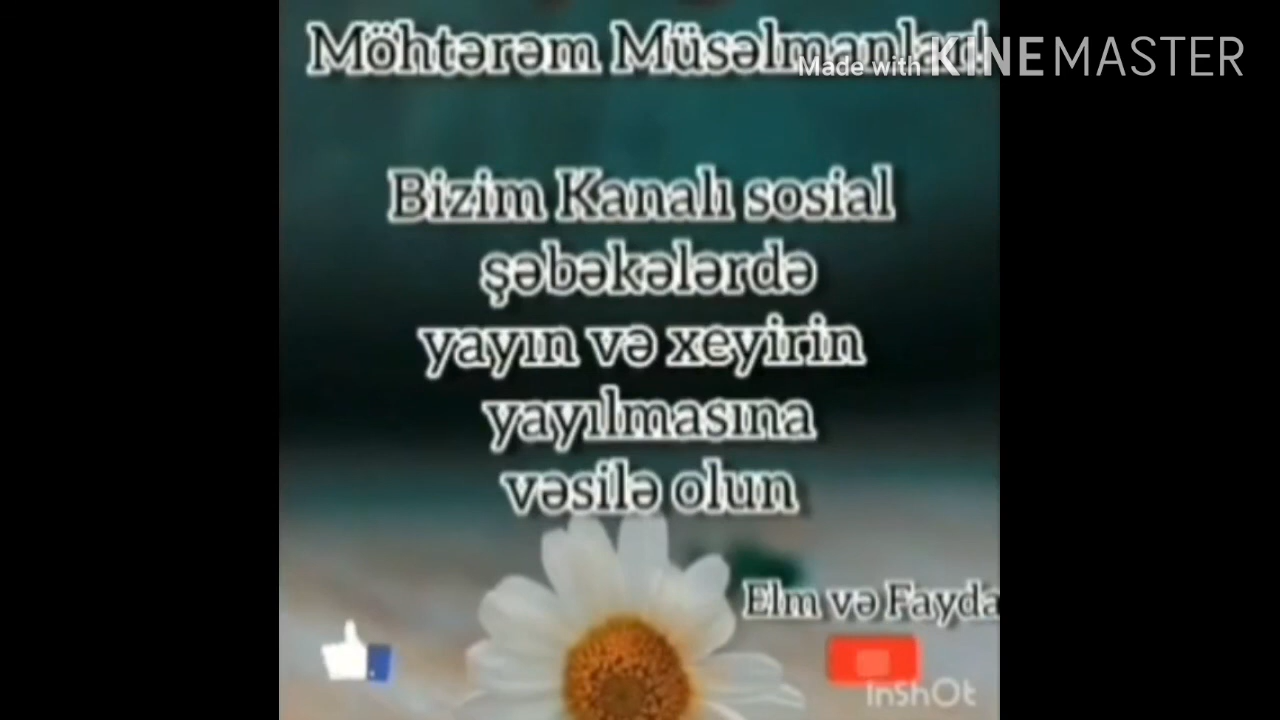 Möhtərəm Müsəlmanlar!
Made with KINEMASTER
Bizim Kanalı sosial
şəbəkələrdə
yayın və xeyirin
yayılmasına
vəsilə olun
Elm və Fayda
InShOt